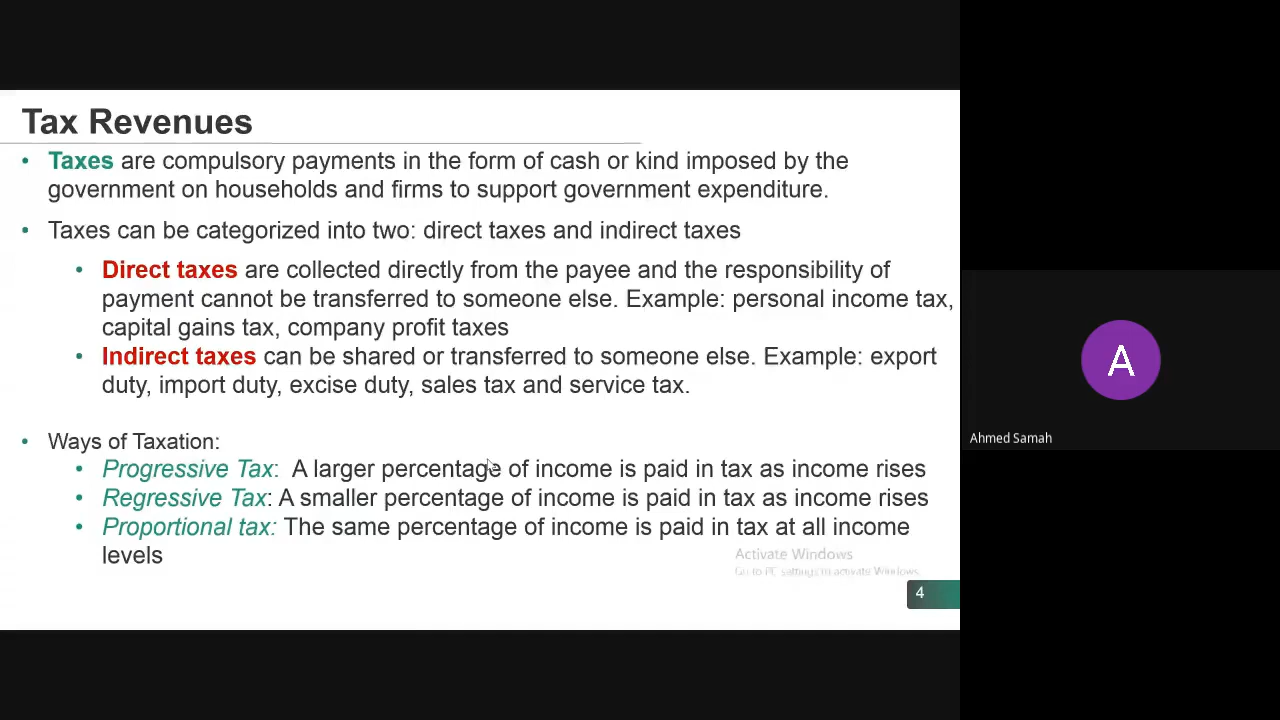 Tax Revenues
• Taxes are compulsory payments in the form of cash or kind imposed by the
government on households and firms to support government expenditure.
• Taxes can be categorized into two: direct taxes and indirect taxes
• Direct taxes are collected directly from the payee and the responsibility of
payment cannot be transferred to someone else. Example: personal income tax,
capital gains tax, company profit taxes
• Indirect taxes can be shared or transferred to someone else. Example: export
duty, import duty, excise duty, sales tax and service tax.
• Ways of Taxation:
• Progressive Tax: A larger percentage of income is paid in tax as income rises
• Regressive Tax: A smaller percentage of income is paid in tax as income rises
• Proportional tax: The same percentage of income is paid in tax at all income
levels
Activate Windows
Go to PC settings to activate Windows.
4
A
Ahmed Samah